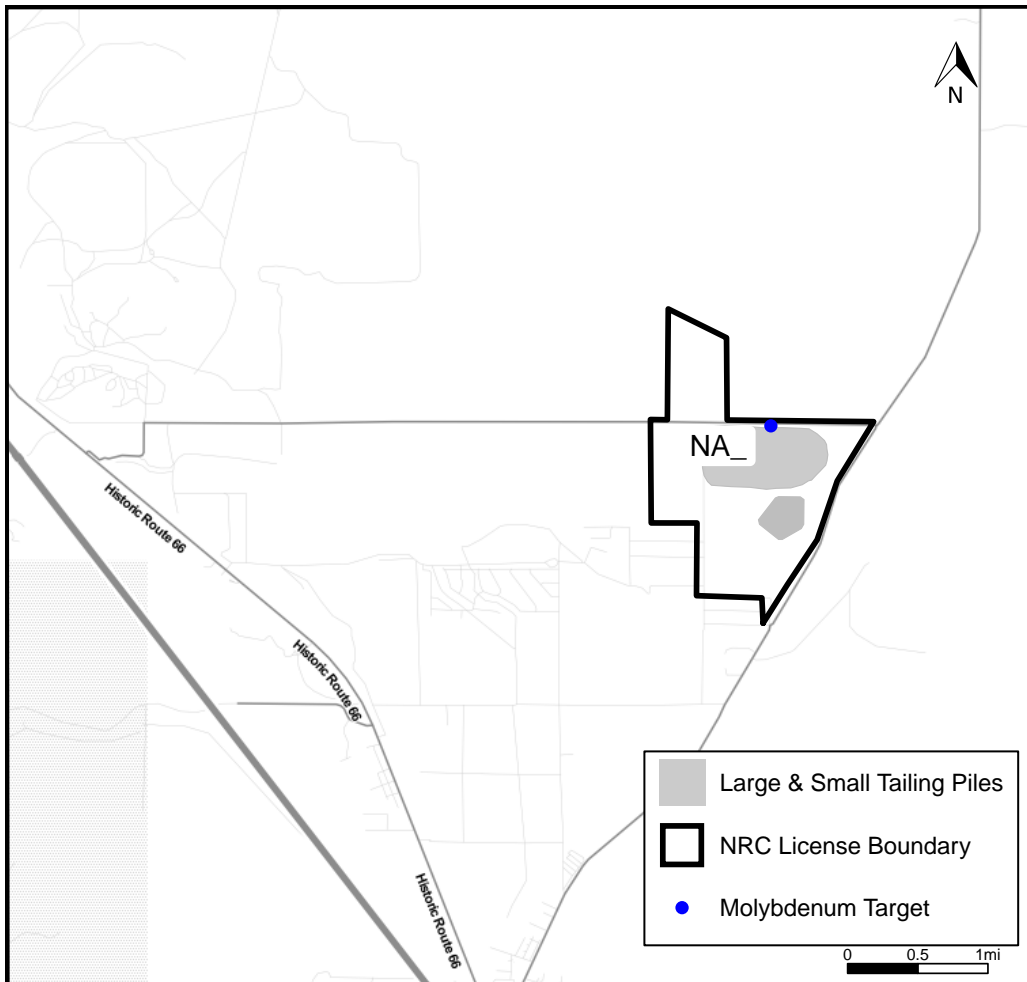 N
NA_
Historic Route 66
Historic Route 66
Historic Route 66
Large & Small Tailing Piles
NRC License Boundary
Molybdenum Target
0 0.5 1mi